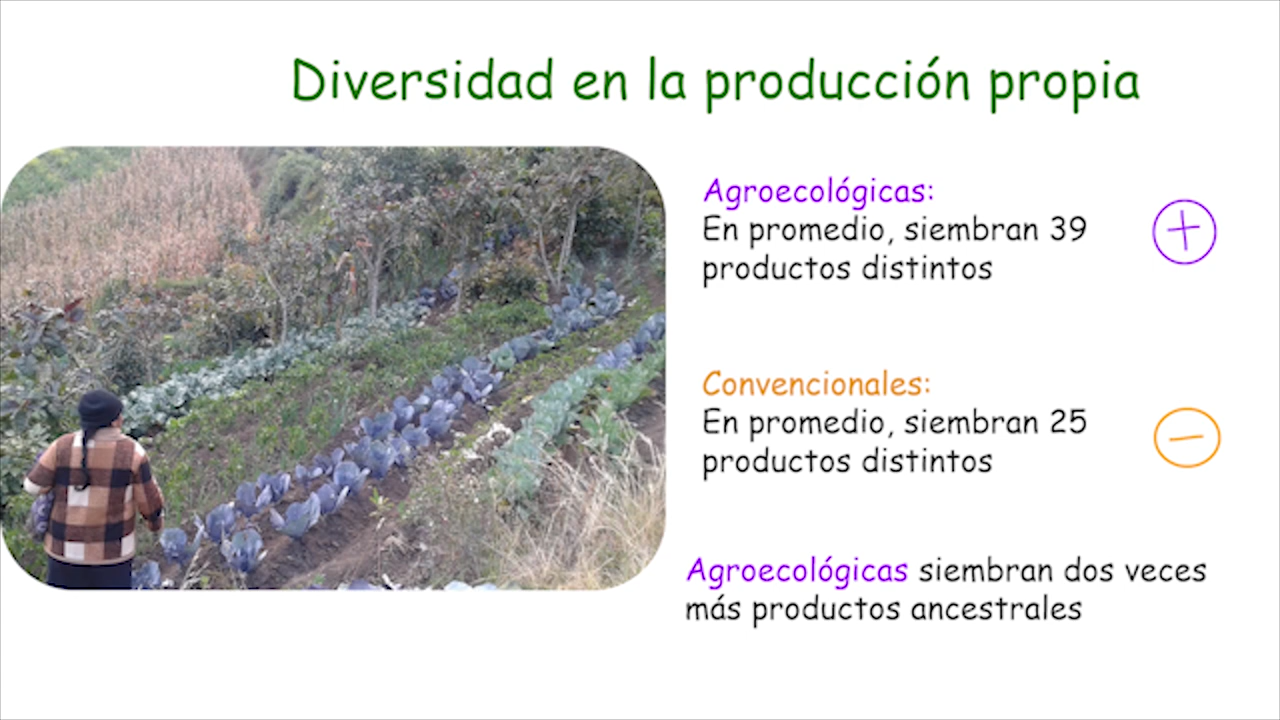 Diversidad en la producción propia
Agroecológicas:
En promedio, siembran 39
productos distintos
Convencionales:
En promedio, siembran 25
productos distintos
Agroecológicas siembran dos veces
más productos ancestrales